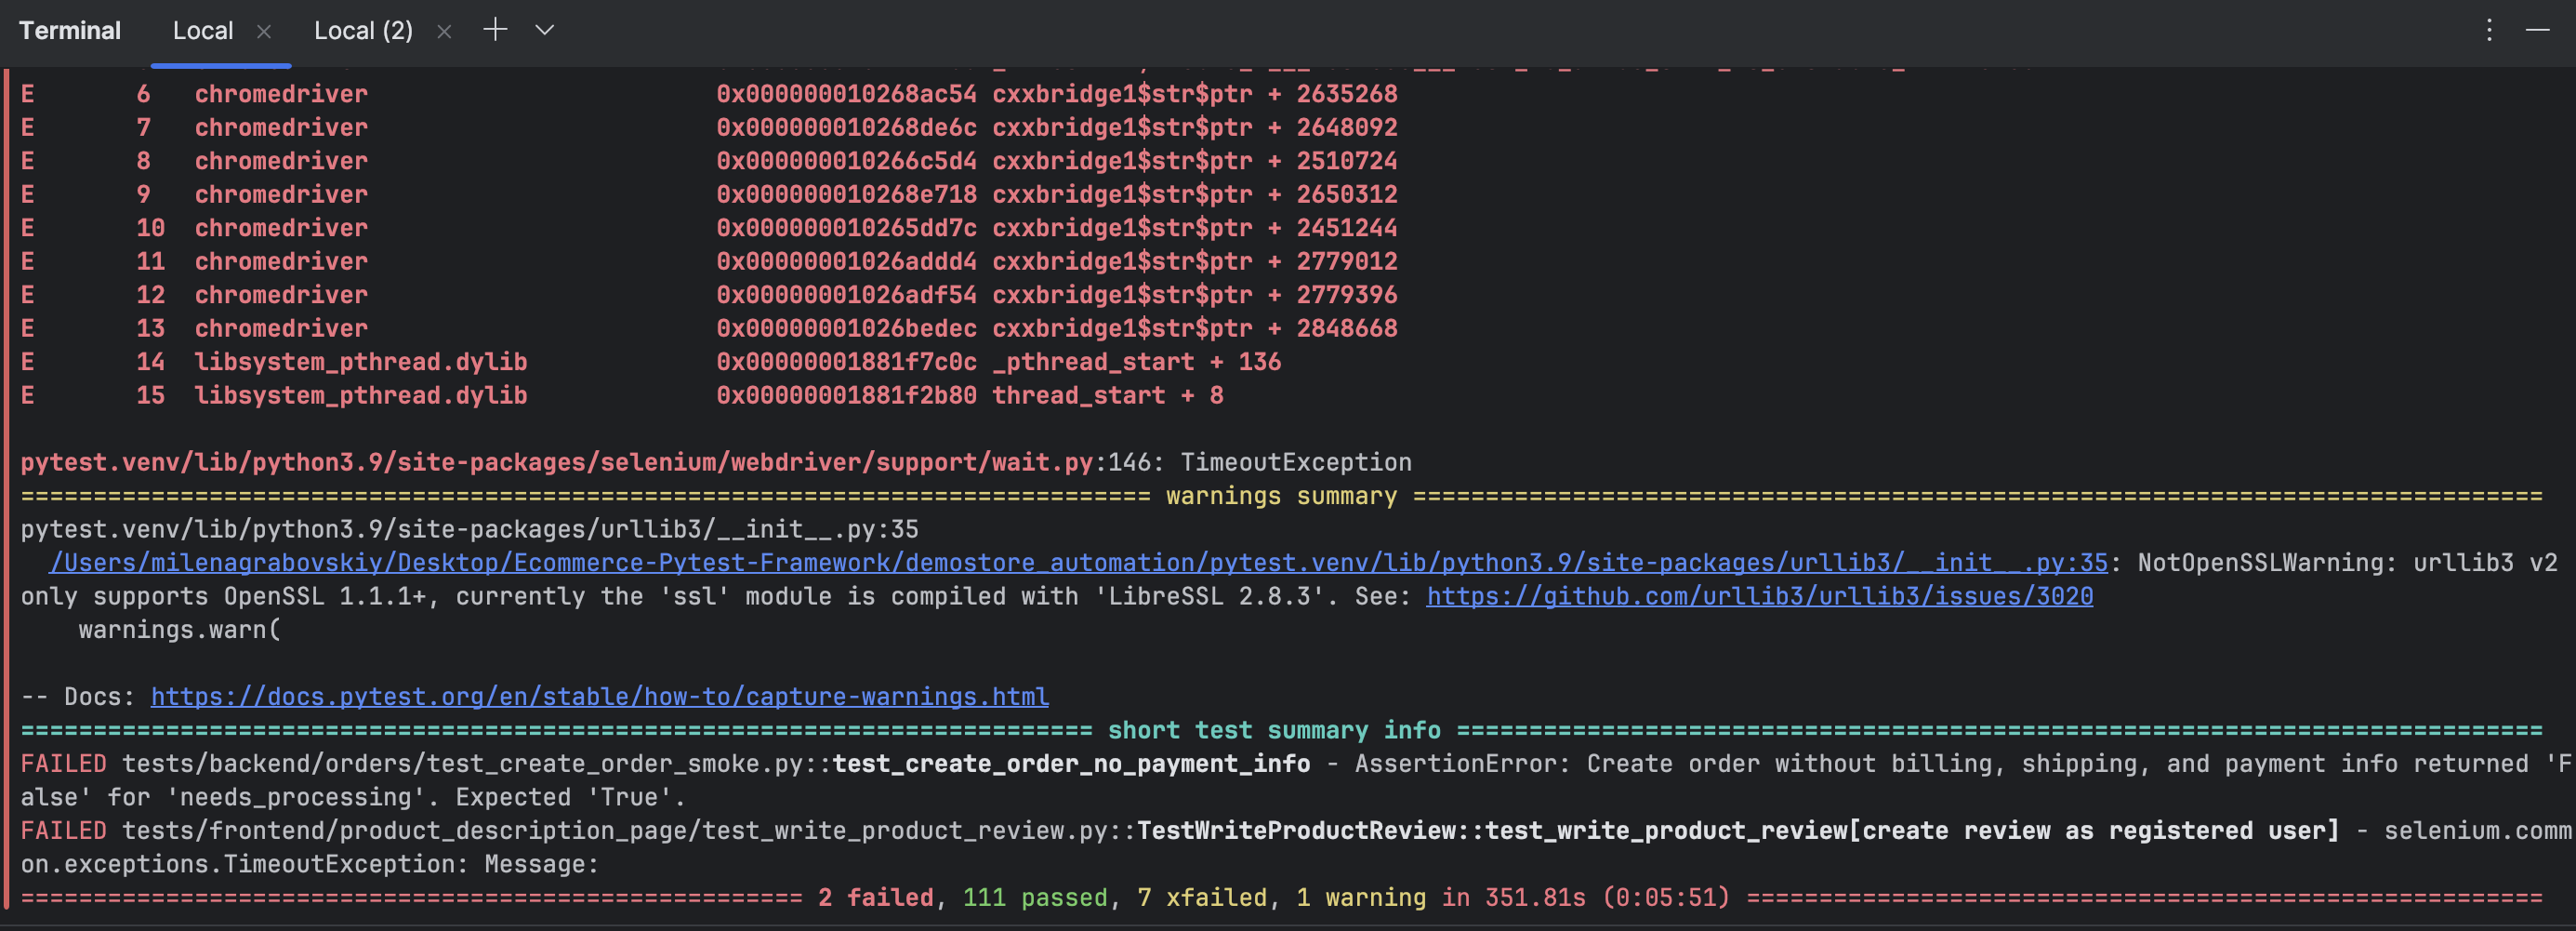 Terminal Local × Local (2) ×
E 6 chromedriver 0x000000010268ac54 cxxbridge1$str$ptr + 2635268
E 7 chromedriver 0x000000010268de6c cxxbridge1$str$ptr + 2648092
E 8 chromedriver 0x000000010266c5d4 cxxbridge1$str$ptr + 2510724
E 9 chromedriver 0x000000010268e718 cxxbridge1$str$ptr + 2650312
E 10 chromedriver 0x000000010265dd7c cxxbridge1$str$ptr + 2451244
E 11 chromedriver 0x00000001026addd4 cxxbridge1$str$ptr + 2779012
E 12 chromedriver 0x00000001026adf54 cxxbridge1$str$ptr + 2779396
E 13 chromedriver 0x00000001026bedec cxxbridge1$str$ptr + 2848668
E 14 libsystem_pthread.dylib 0x00000001881f7c0c _pthread_start + 136
E 15 libsystem_pthread.dylib 0x00000001881f2b80 thread_start + 8
pytest.venv/lib/python3.9/site-packages/selenium/webdriver/support/wait.py:146: TimeoutException
============================================================================== warnings summary ==============================================================================
pytest.venv/lib/python3.9/site-packages/urllib3/__init__.py:35
/Users/milenagrabovskiy/Desktop/Ecommerce-Pytest-Framework/demostore_automation/pytest.venv/lib/python3.9/site-packages/urllib3/__init__.py:35: NotOpenSSLWarning: urllib3 v2
only supports OpenSSL 1.1.1+, currently the 'ssl' module is compiled with 'LibreSSL 2.8.3'. See: https://github.com/urllib3/urllib3/issues/3020
warnings.warn(
-- Docs: https://docs.pytest.org/en/stable/how-to/capture-warnings.html
========================================================================== short test summary info ===========================================================================
FAILED tests/backend/orders/test_create_order_smoke.py::test_create_order_no_payment_info - AssertionError: Create order without billing, shipping, and payment info returned 'F
alse' for 'needs_processing'. Expected 'True'.
FAILED tests/frontend/product_description_page/test_write_product_review.py::TestWriteProductReview::test_write_product_review[create review as registered user] - selenium.comm
on.exceptions.TimeoutException: Message:
====================================================== 2 failed, 111 passed, 7 xfailed, 1 warning in 351.81s (0:05:51) =======================================================